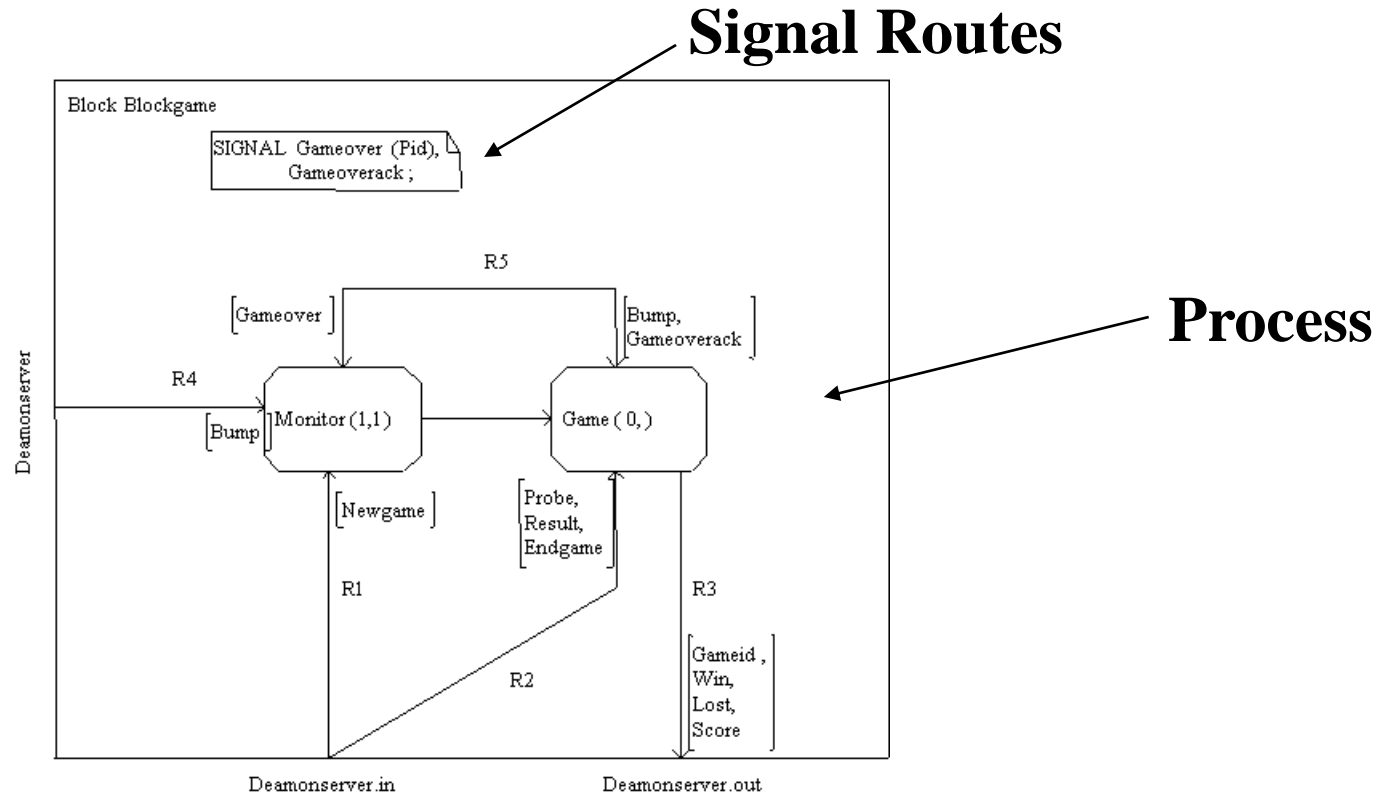 Signal Routes
Block Blockgame
SIGNAL Gameover (Pid),
Gameoverack ;
R5
[Gameover]
[Bump,
Gameoverack]
Process
Deamonserver
R4
[Bump]
Monitor (1,1)
Game ( 0, )
[Newgame]
[Probe,
Result,
Endgame]
R1
R3
R2
[Gameid ,
Win,
Lost,
Score]
Deamonserver.in
Deamonserver.out